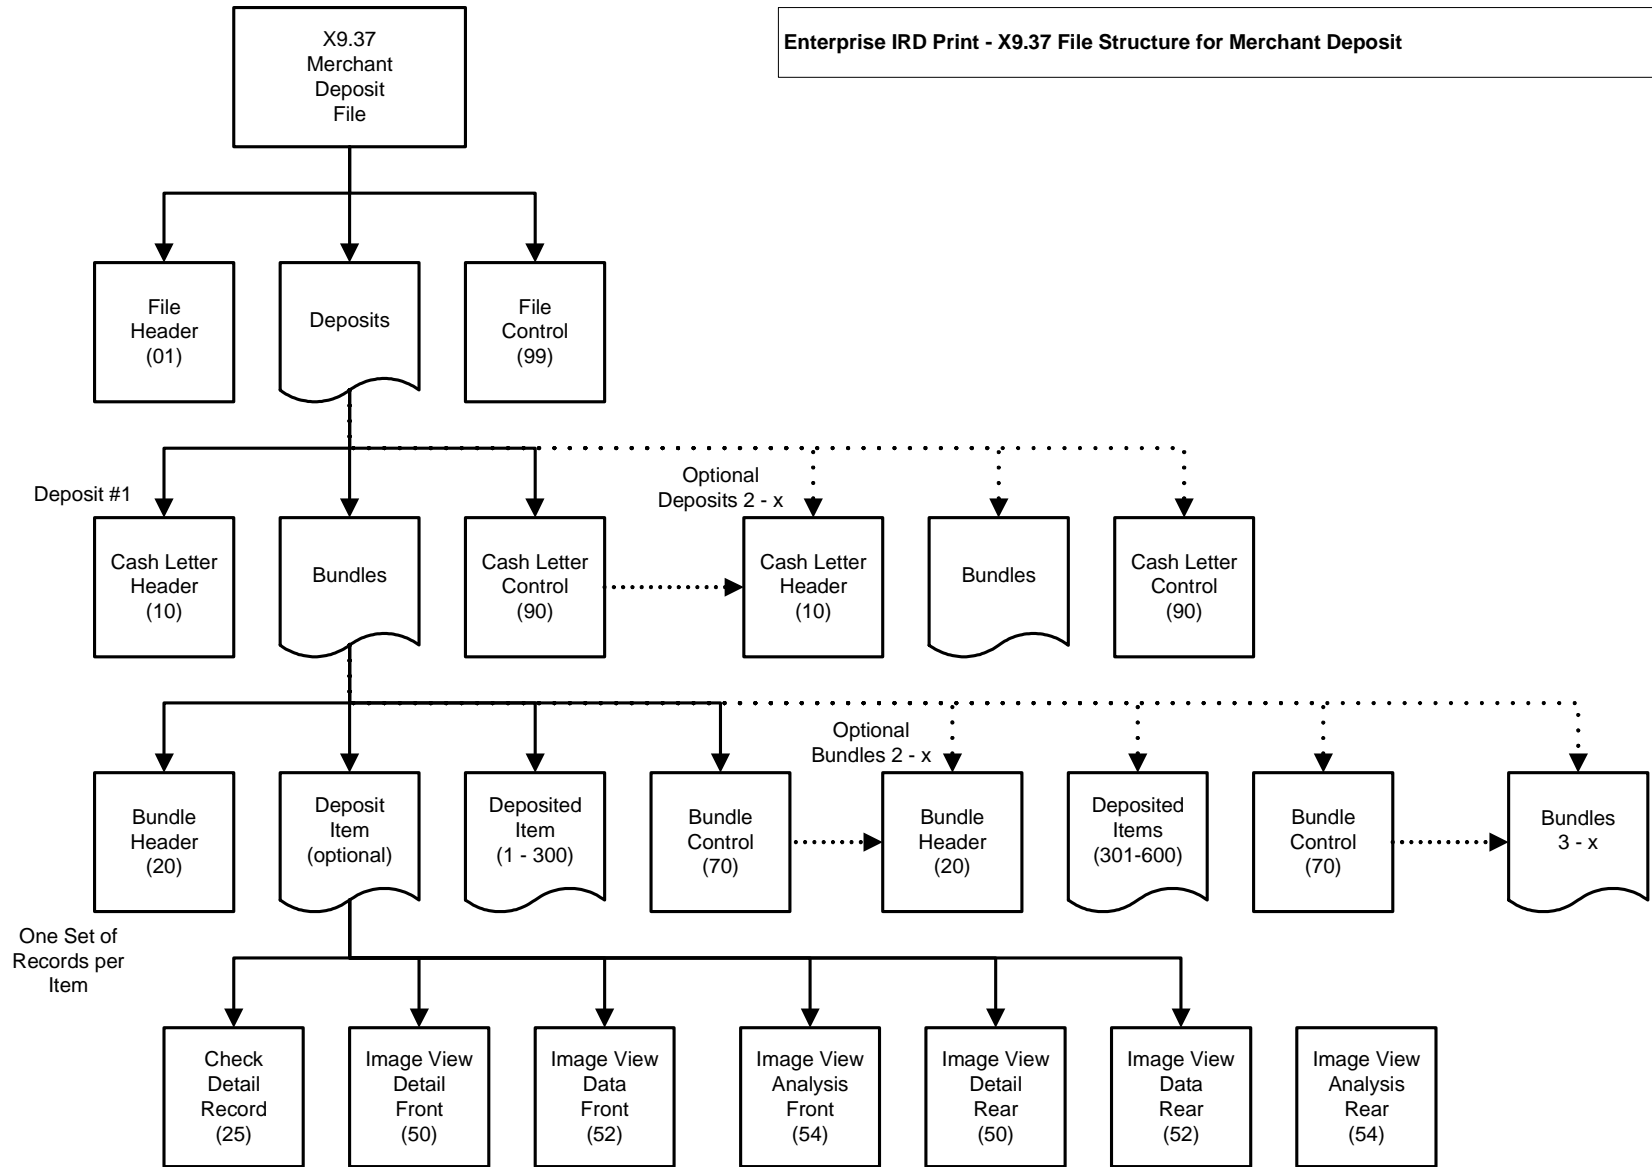 X9.37
Merchant
Deposit
File
Enterprise IRD Print - X9.37 File Structure for Merchant Deposit
File
Header
(01)
Deposits
File
Control
(99)
Deposit #1
Optional
Deposits 2 - x
Cash Letter
Header
(10)
Bundles
Cash Letter
Control
(90)
Cash Letter
Header
(10)
Bundles
Cash Letter
Control
(90)
Optional
Bundles 2 - x
Bundle
Header
(20)
Deposit
Item
(optional)
Deposited
Item
(1 - 300)
Bundle
Control
(70)
Bundle
Header
(20)
Deposited
Items
(301-600)
Bundle
Control
(70)
Bundles
3 - x
One Set of
Records per
Item
Check
Detail
Record
(25)
Image View
Detail
Front
(50)
Image View
Data
Front
(52)
Image View
Analysis
Front
(54)
Image View
Detail
Rear
(50)
Image View
Data
Rear
(52)
Image View
Analysis
Rear
(54)